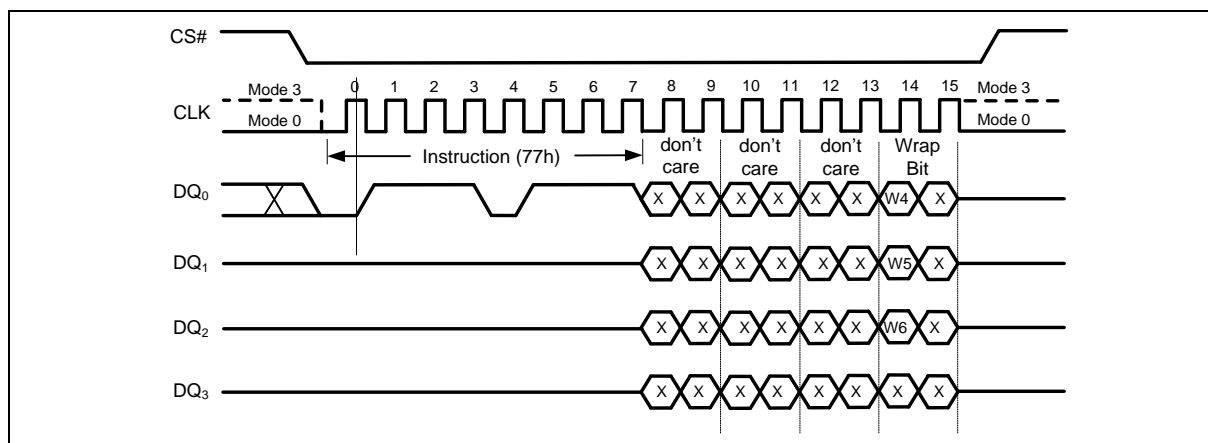 CS#
Mode 3 0 1 2 3 4 5 6 7 8 9 10 11 12 13 14 15 Mode 3
CLK
Mode 0 Mode 0
Instruction (77h) don't care don't care don't care Wrap Bit
DQ0 X X X X X X W4 X
DQ1 X X X X X X W5 X
DQ2 X X X X X X W6 X
DQ3 X X X X X X X X